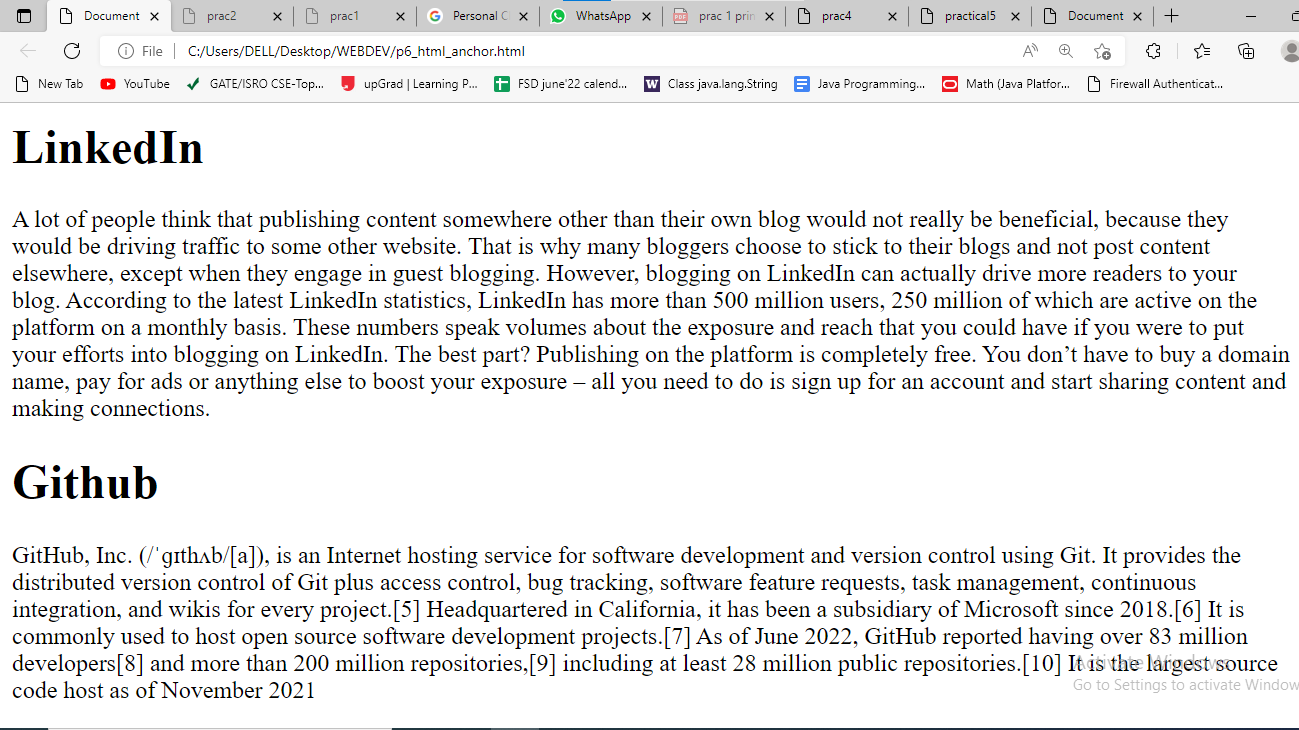 Document prac2 prac1 Personal C WhatsApp prac 1 prin prac4 practical5 Document
File C:/Users/DELL/Desktop/WEBDEV/p6_html_anchor.html
New Tab YouTube GATE/ISRO CSE-Top... upGrad | Learning P... FSD june'22 calend... W Class java.lang.String Java Programming... Math (Java Platfor... Firewall Authenticat...
LinkedIn
A lot of people think that publishing content somewhere other than their own blog would not really be beneficial, because they
would be driving traffic to some other website. That is why many bloggers choose to stick to their blogs and not post content
elsewhere, except when they engage in guest blogging. However, blogging on LinkedIn can actually drive more readers to your
blog. According to the latest LinkedIn statistics, LinkedIn has more than 500 million users, 250 million of which are active on the
platform on a monthly basis. These numbers speak volumes about the exposure and reach that you could have if you were to put
your efforts into blogging on LinkedIn. The best part? Publishing on the platform is completely free. You don’t have to buy a domain
name, pay for ads or anything else to boost your exposure – all you need to do is sign up for an account and start sharing content and
making connections.
Github
GitHub, Inc. (/ˈɡɪthʌb/[a]), is an Internet hosting service for software development and version control using Git. It provides the
distributed version control of Git plus access control, bug tracking, software feature requests, task management, continuous
integration, and wikis for every project.[5] Headquartered in California, it has been a subsidiary of Microsoft since 2018.[6] It is
commonly used to host open source software development projects.[7] As of June 2022, GitHub reported having over 83 million
developers[8] and more than 200 million repositories,[9] including at least 28 million public repositories.[10] It is the largest source
code host as of November 2021
Activate Windows
Go to Settings to activate Window